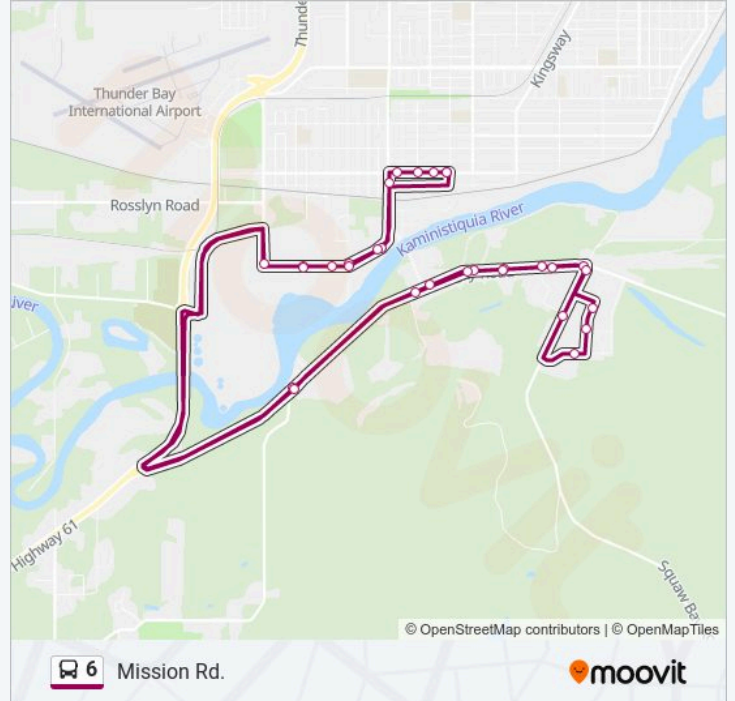 Thunde
Kingsway
Thunder Bay
International Airport
Rosslyn Road
Kaministiquia River
iver
Highway 61
Squaw Ba
© OpenStreetMap contributors | © OpenMapTiles
6 Mission Rd.
moovit